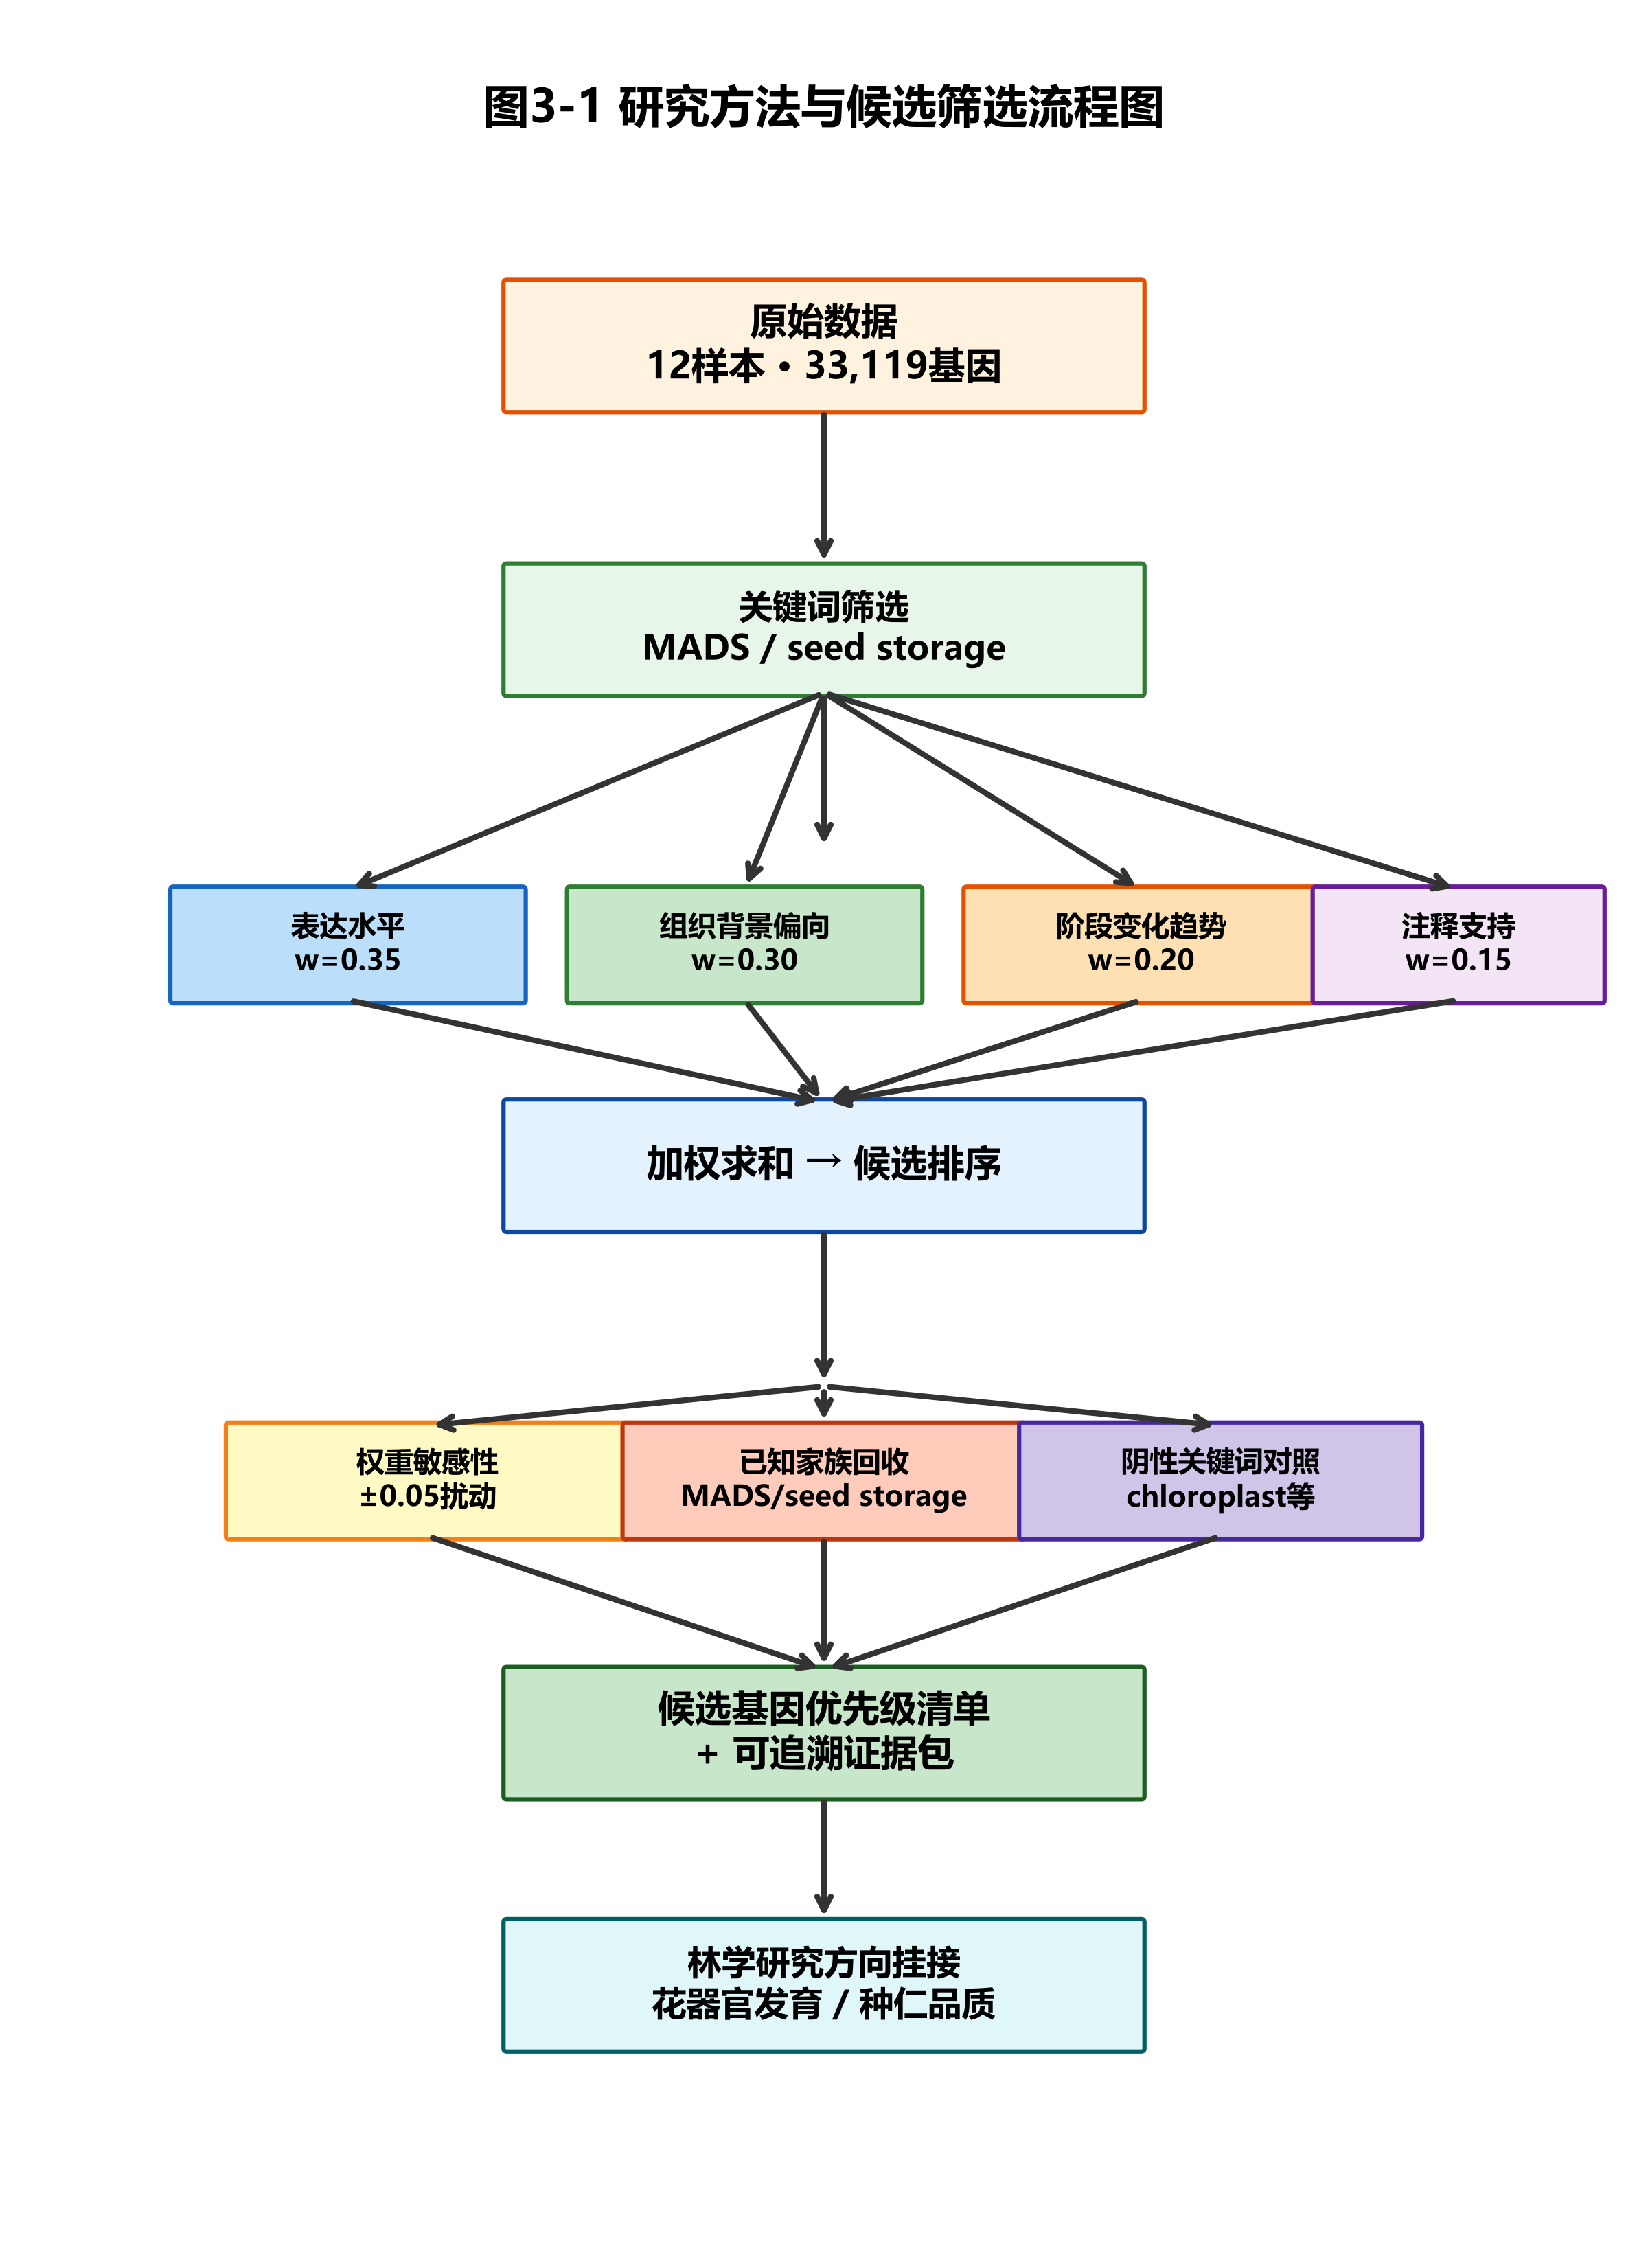 图3-1 研究方法与候选筛选流程图
原始数据
12样本 • 33,119基因
关键词筛选
MADS / seed storage
表达水平
w=0.35
组织背景偏向
w=0.30
阶段变化趋势
w=0.20
注释支持
w=0.15
加权求和 → 候选排序
权重敏感性
±0.05扰动
已知家族回收
MADS/seed storage
阴性关键词对照
chloroplast等
候选基因优先级清单
+ 可追溯证据包
林学研究方向挂接
花器官发育 / 种仁品质